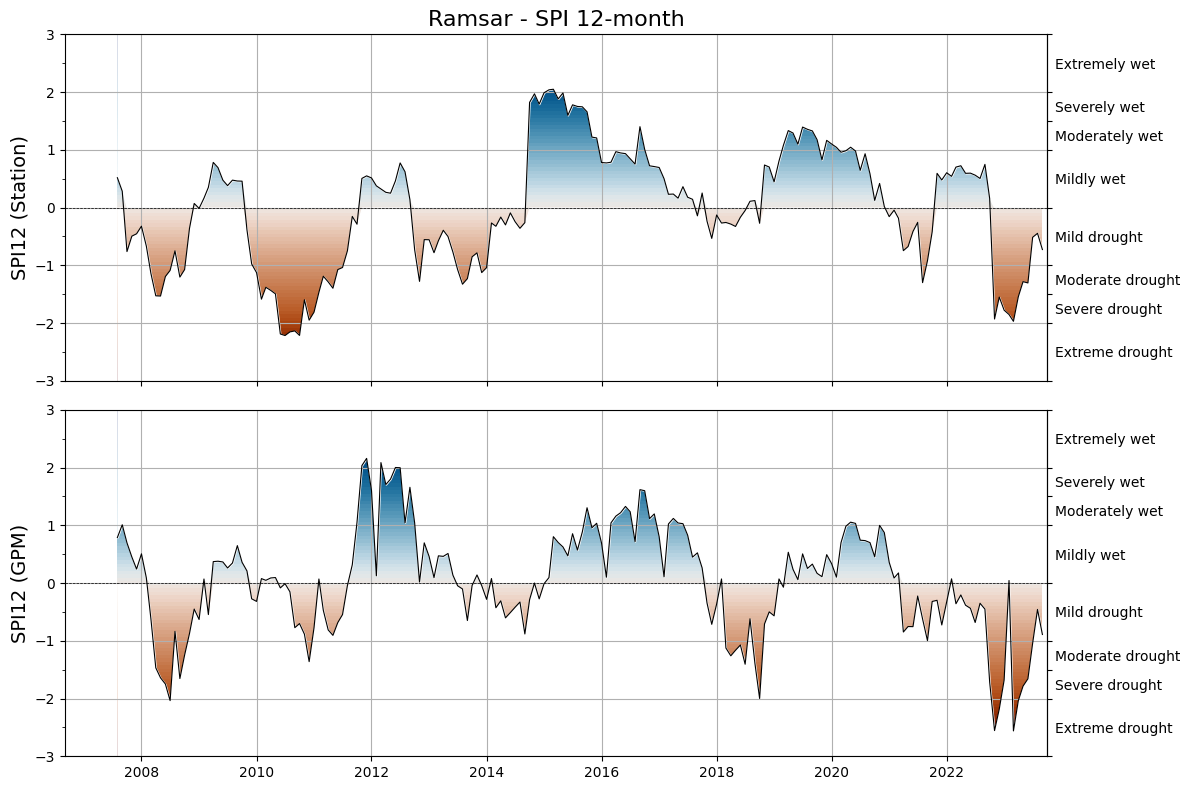 Ramsar - SPI 12-month
SPI12 (Station)
3
2
1
0
−1
−2
−3
Extremely wet
Severely wet
Moderately wet
Mildly wet
Mild drought
Moderate drought
Severe drought
Extreme drought
SPI12 (GPM)
3
2
1
0
−1
−2
−3
Extremely wet
Severely wet
Moderately wet
Mildly wet
Mild drought
Moderate drought
Severe drought
Extreme drought
2008 2010 2012 2014 2016 2018 2020 2022